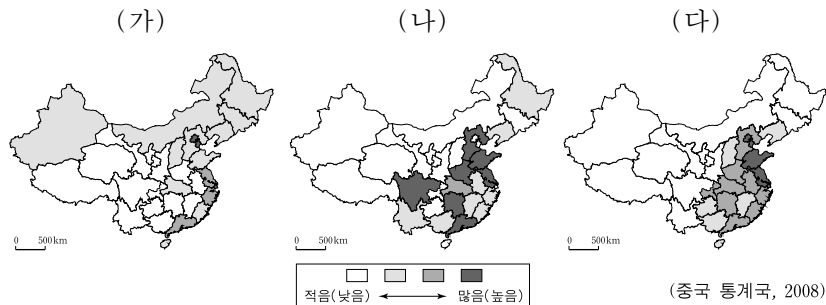 (가) (나) (다)
0 500km 0 500km 0 500km
적음(낮음) 많음(높음)
(중국 통계국, 2008)